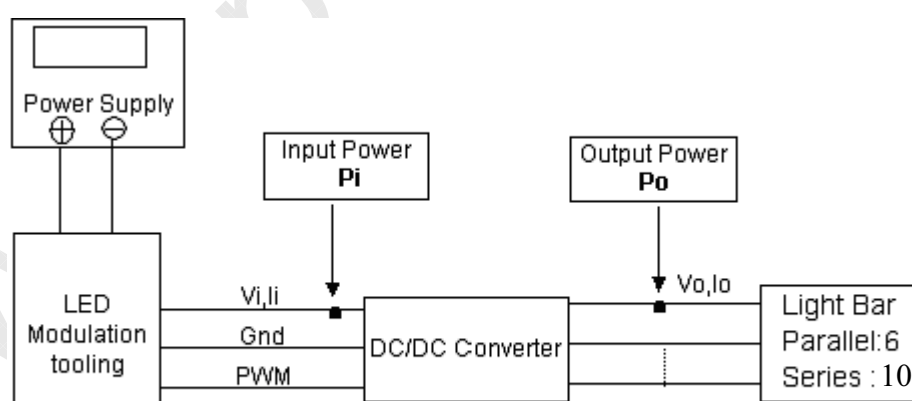 Power Supply
Input Power
Pi
Output Power
Po
LED
Modulation
tooling
Vi,Ii
Gnd
PWM
DC/DC Converter
Vo,Io
Light Bar
Parallel:6
Series : 10